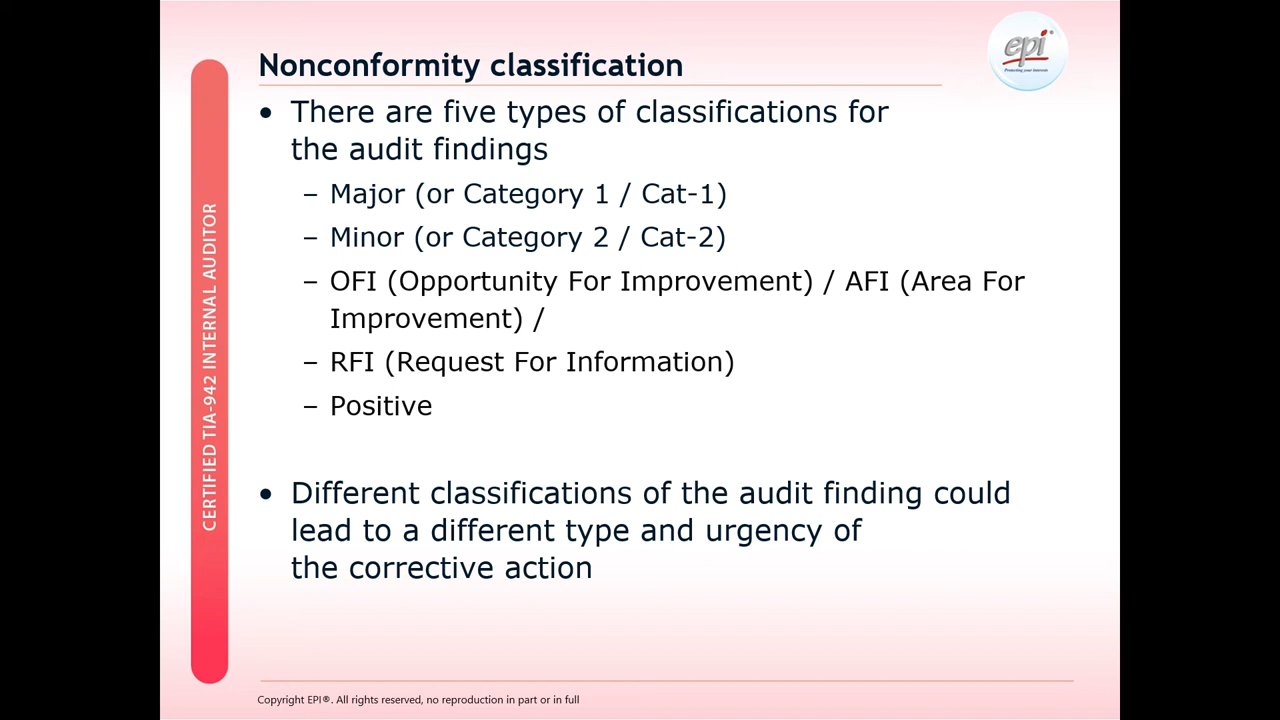 Nonconformity classification
epi®
Protecting your interests
• There are five types of classifications for
the audit findings
– Major (or Category 1 / Cat-1)
– Minor (or Category 2 / Cat-2)
– OFI (Opportunity For Improvement) / AFI (Area For
Improvement) /
– RFI (Request For Information)
– Positive
• Different classifications of the audit finding could
lead to a different type and urgency of
the corrective action
CERTIFIED TIA-942 INTERNAL AUDITOR
Copyright EPI®. All rights reserved, no reproduction in part or in full